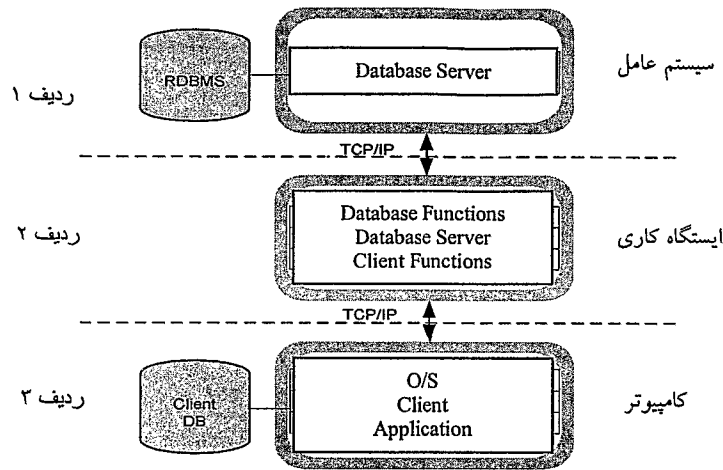 سیستم عامل
Database Server
RDBMS
ردیف ۱
TCP/IP
ایستگاه کاری
Database Functions
Database Server
Client Functions
ردیف ۲
TCP/IP
کامپیوتر
O/S
Client
Application
Client
DB
ردیف ۳